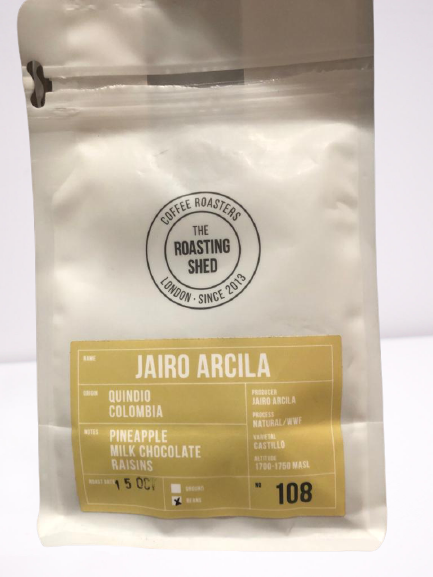 COFFEE ROASTERS
THE
ROASTING
SHED
LONDON · SINCE 2013
NAME
JAIRO ARCILA
ORIGIN
QUINDIO
COLOMBIA
NOTES
PINEAPPLE
MILK CHOCOLATE
RAISINS
ROAST DATE
15 OCT
GROUND
BEANS
PRODUCER
JAIRO ARCILA
PROCESS
NATURAL/WWF
VARIETAL
CASTILLO
ALTITUDE
1700-1750 MASL
NO
108